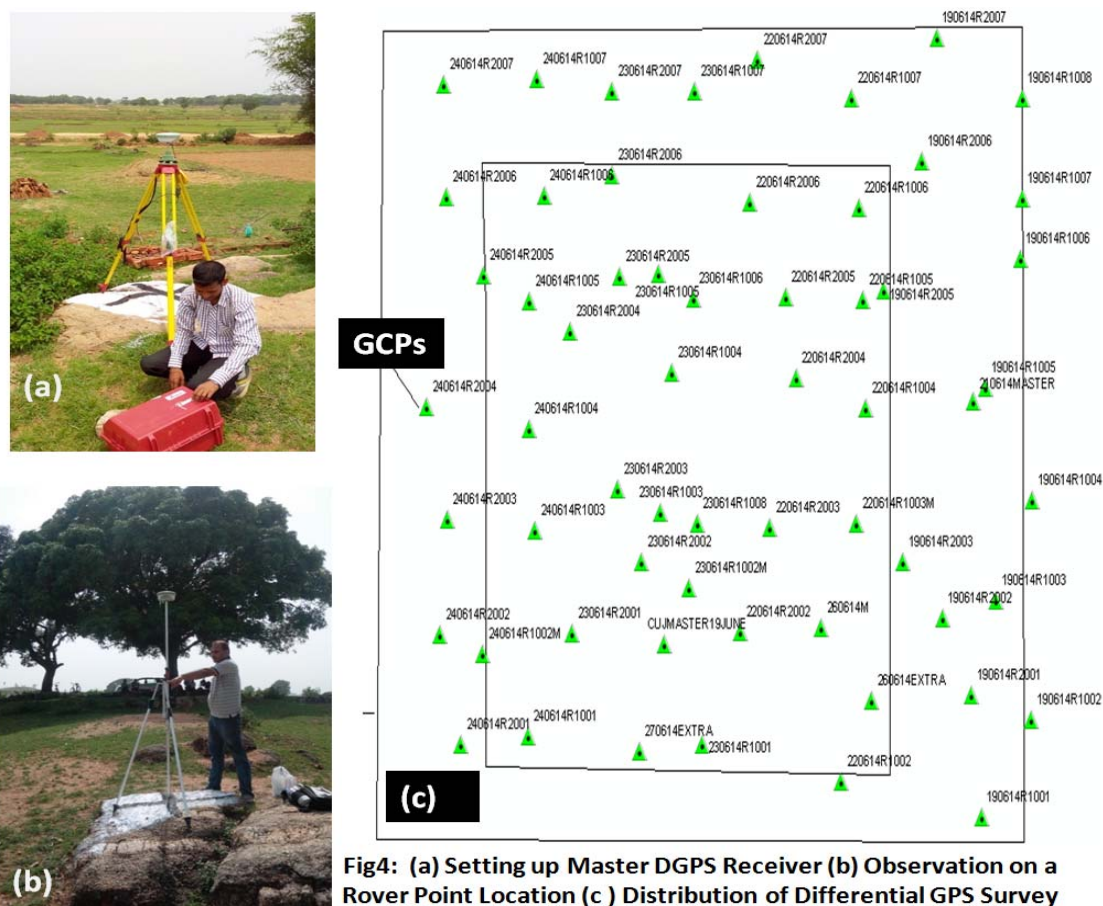 (a)
(b)
190614R2007
220614R2007
240614R2007
240614R1007
230614R2007
230614R1007
220614R1007
190614R1008
190614R2006
230614R2006
240614R2006
240614R1006
220614R2006
220614R1006
190614R1007
190614R1006
240614R2005
230614R2005
240614R1005
230614R1005
230614R1006
220614R2005
220614R1005
190614R2005
230614R2004
GCPs
230614R1004
220614R2004
190614R1005
210614MASTER
240614R2004
220614R1004
240614R1004
230614R2003
190614R1004
230614R1003
240614R2003
240614R1003
230614R1008
220614R2003
220614R1003M
230614R2002
190614R2003
230614R1002M
190614R1003
240614R2002
230614R2001
CUJMASTER19JUNE
220614R2002
260614M
190614R2002
240614R1002M
260614EXTRA
190614R2001
190614R1002
240614R2001
240614R1001
270614EXTRA
230614R1001
220614R1002
190614R1001
(c)
Fig4: (a) Setting up Master DGPS Receiver (b) Observation on a
Rover Point Location (c ) Distribution of Differential GPS Survey